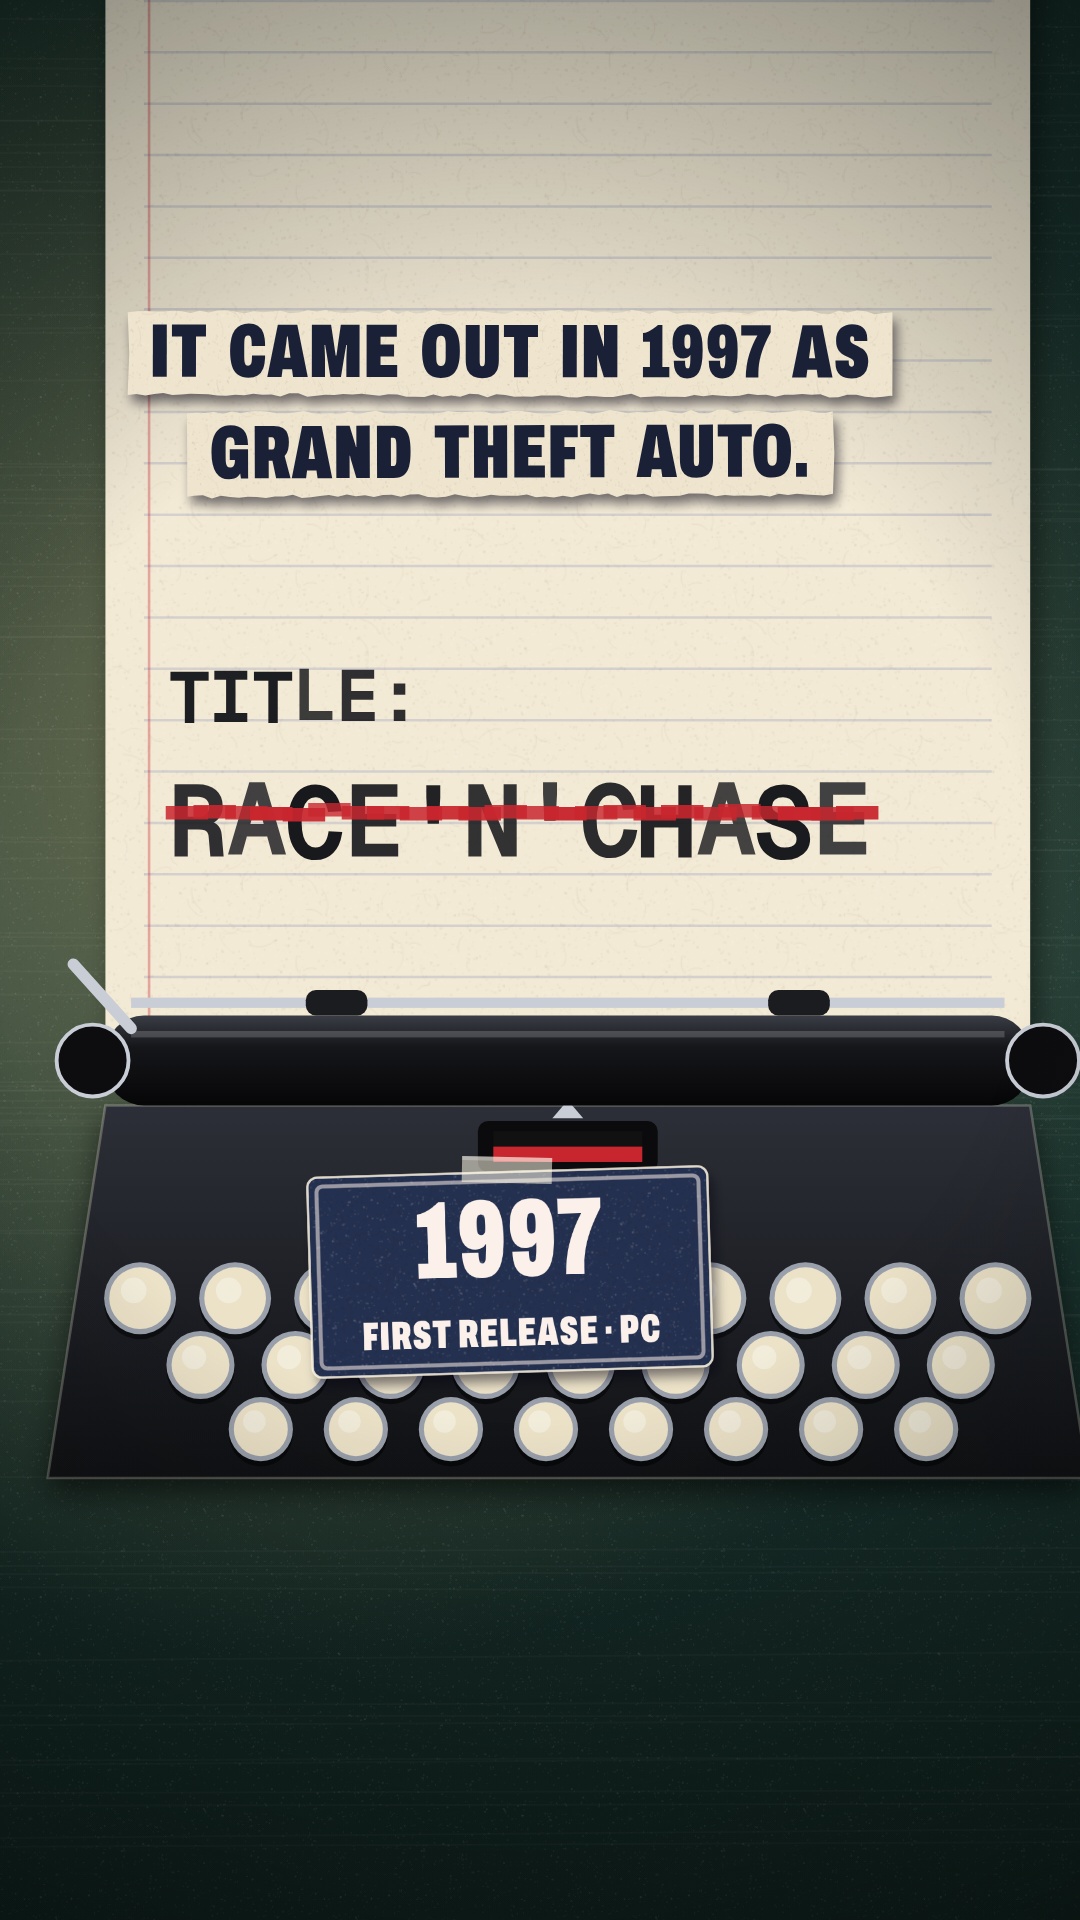 IT CAME OUT IN 1997 AS
GRAND THEFT AUTO.
TITLE:
RACE'N'CHASE
1997
FIRST RELEASE · PC